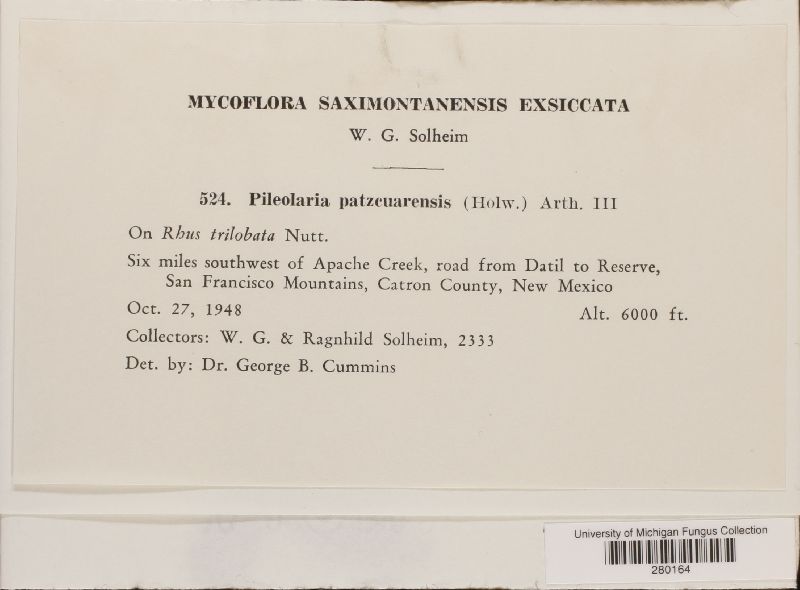 MYCOFLORA SAXIMONTANENSIS EXSICCATA
W. G. Solheim
524. Pileolaria patzcuarensis (Holw.) Arth. III
On Rhus trilobata Nutt.
Six miles southwest of Apache Creek, road from Datil to Reserve,
San Francisco Mountains, Catron County, New Mexico
Oct. 27, 1948 Alt. 6000 ft.
Collectors: W. G. & Ragnhild Solheim, 2333
Det. by: Dr. George B. Cummins
University of Michigan Fungus Collection
280164